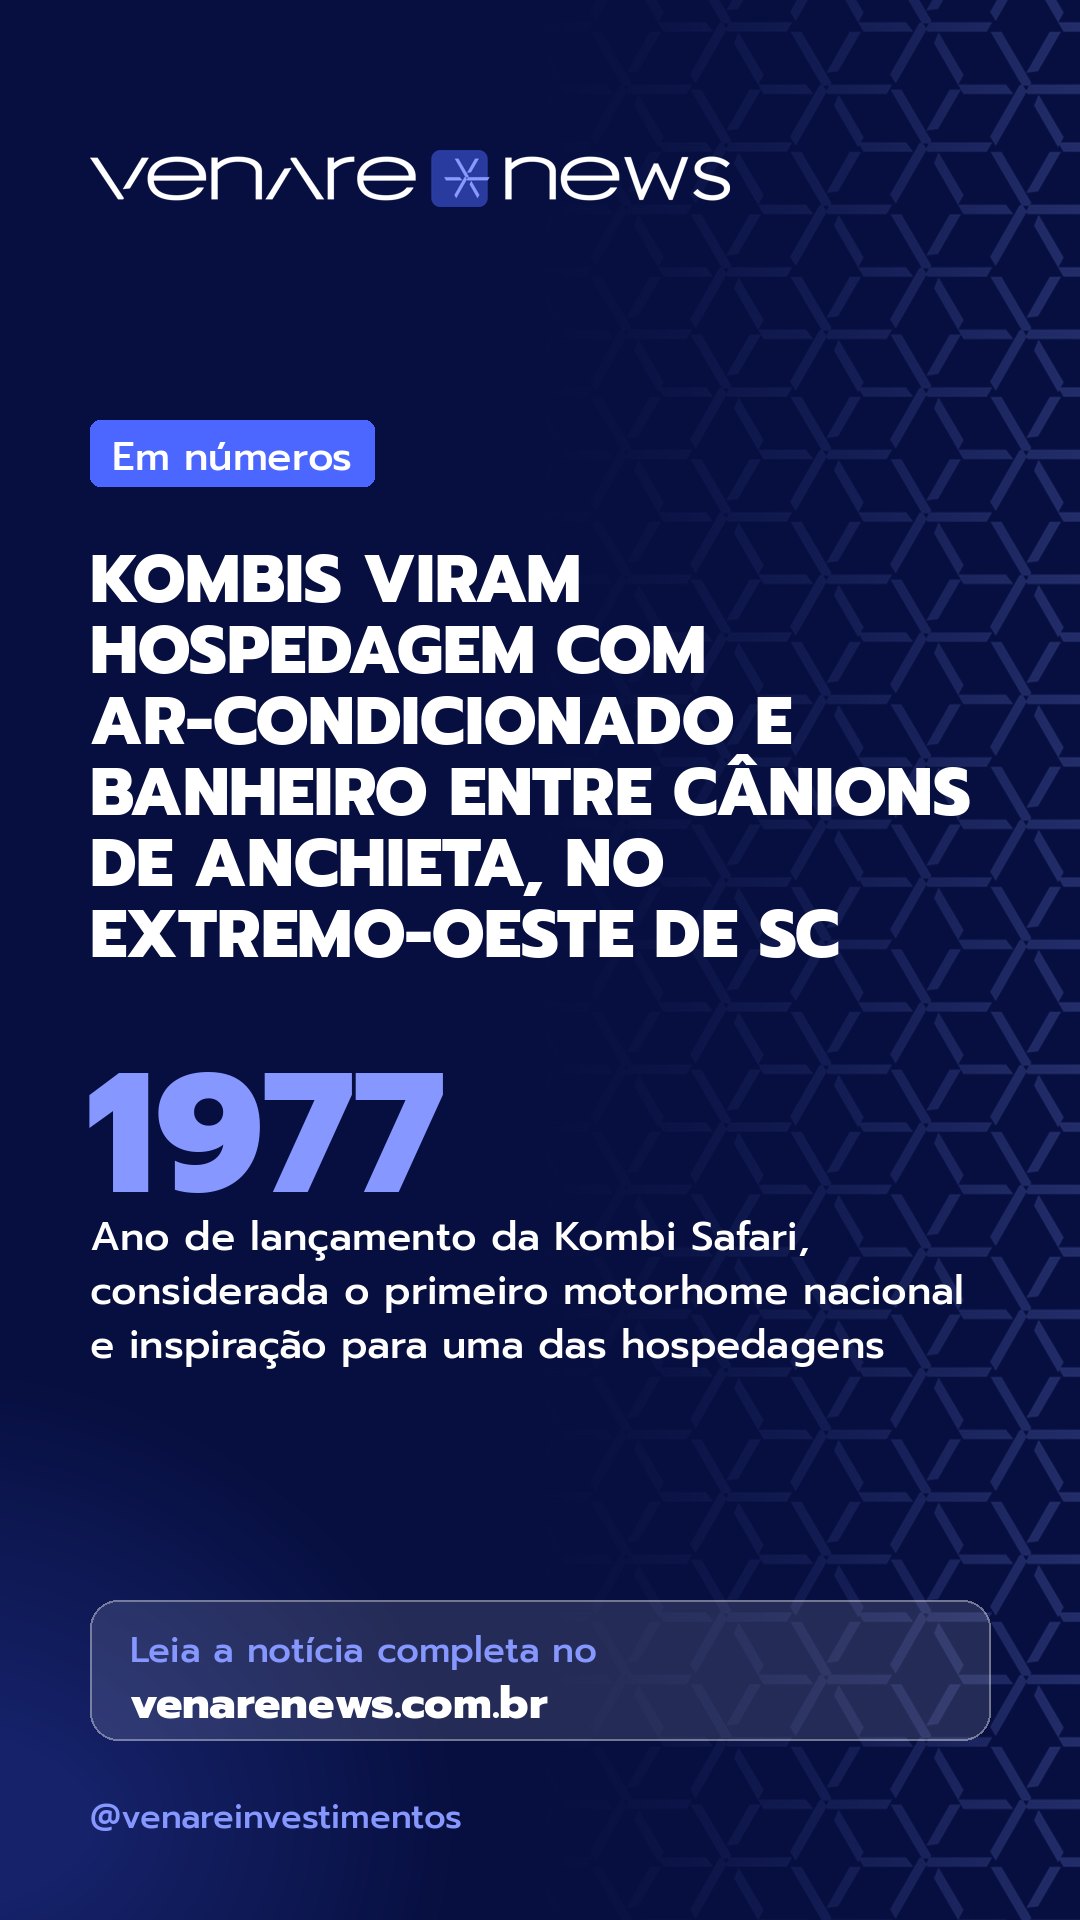 venare news
Em números
KOMBIS VIRAM
HOSPEDAGEM COM
AR-CONDICIONADO E
BANHEIRO ENTRE CÂNIONS
DE ANCHIETA, NO
EXTREMO-OESTE DE SC
1977
Ano de lançamento da Kombi Safari,
considerada o primeiro motorhome nacional
e inspiração para uma das hospedagens
Leia a notícia completa no
venarenews.com.br
@venareinvestimentos